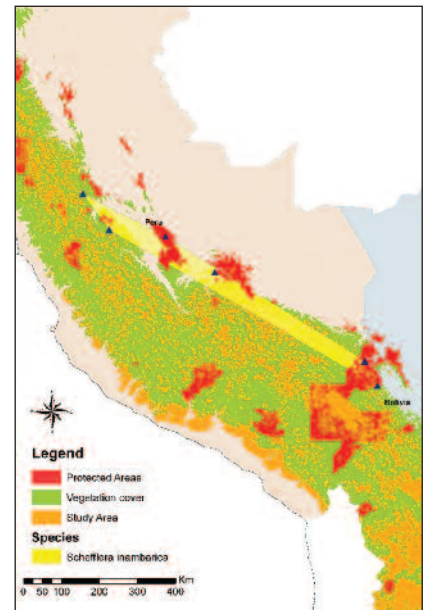 Peru
Bolivia
Legend
Protected Areas
Vegetation cover
Study Area
Species
Schefflera inambarica
Km
0 50 100 200 300 400